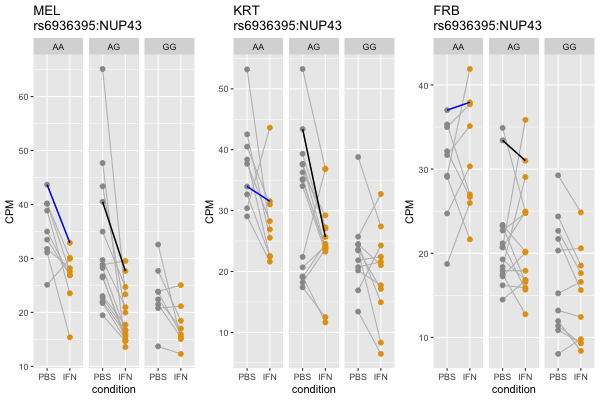 MEL
rs6936395:NUP43
AA AG GG
CPM
60
50
40
30
20
10
PBS IFN PBS IFN PBS IFN
condition
KRT
rs6936395:NUP43
AA AG GG
CPM
50
40
30
20
10
PBS IFN PBS IFN PBS IFN
condition
FRB
rs6936395:NUP43
AA AG GG
CPM
40
30
20
10
PBS IFN PBS IFN PBS IFN
condition